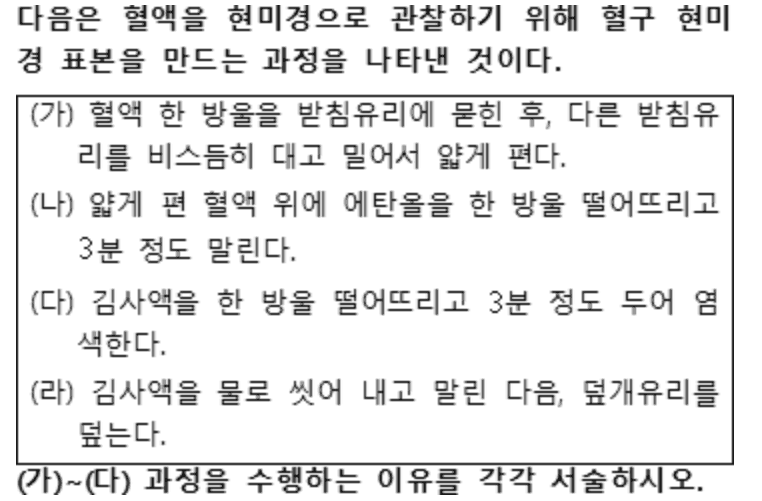 다음은 혈액을 현미경으로 관찰하기 위해 혈구 현미
경 표본을 만드는 과정을 나타낸 것이다.
(가) 혈액 한 방울을 받침유리에 묻힌 후, 다른 받침유
리를 비스듬히 대고 밀어서 얇게 편다.
(나) 얇게 편 혈액 위에 에탄올을 한 방울 떨어뜨리고
3분 정도 말린다.
(다) 김사액을 한 방울 떨어뜨리고 3분 정도 두어 염
색한다.
(라) 김사액을 물로 씻어 내고 말린 다음, 덮개유리를
덮는다.
(가)~(다) 과정을 수행하는 이유를 각각 서술하시오.